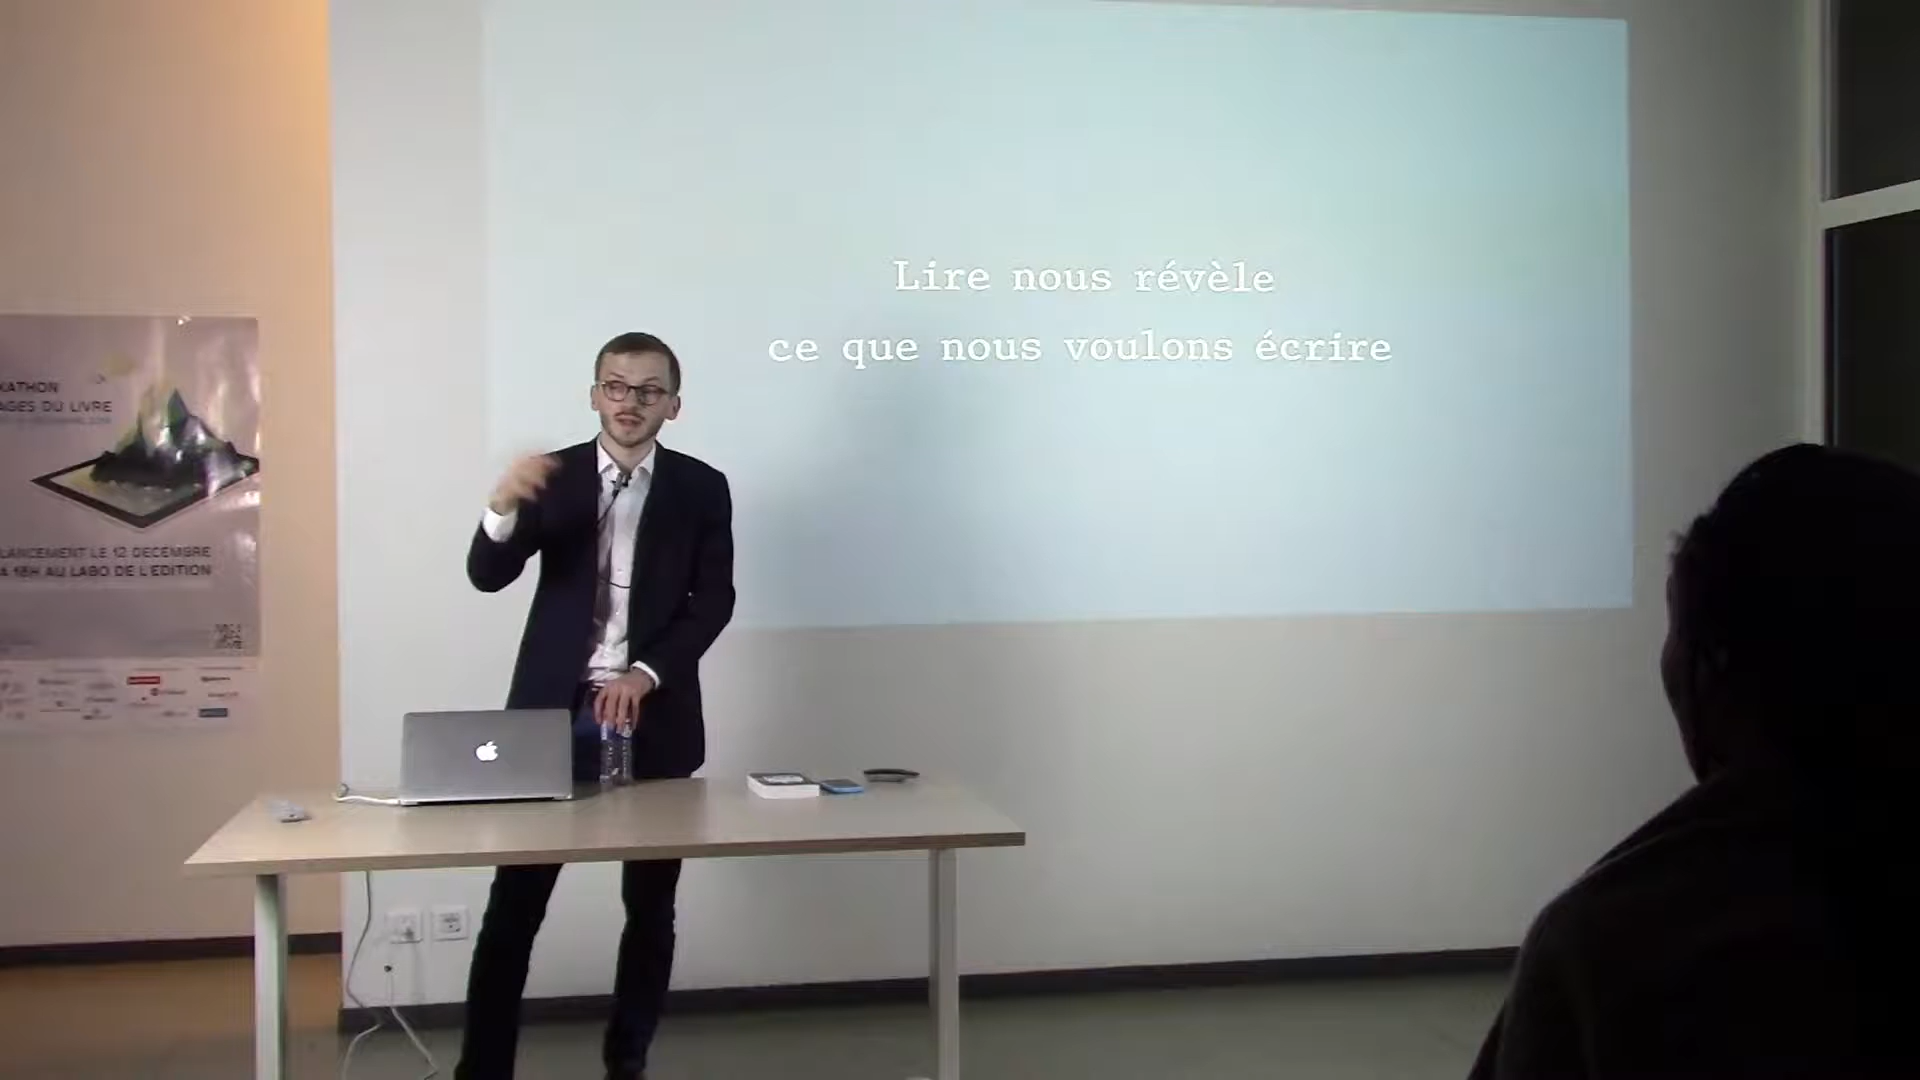 Lire nous révèle
ce que nous voulons écrire
KATHON
AGES DU LIVRE
LANCEMENT LE 12 DECEMBRE
A 18H AU LABO DE L'EDITION